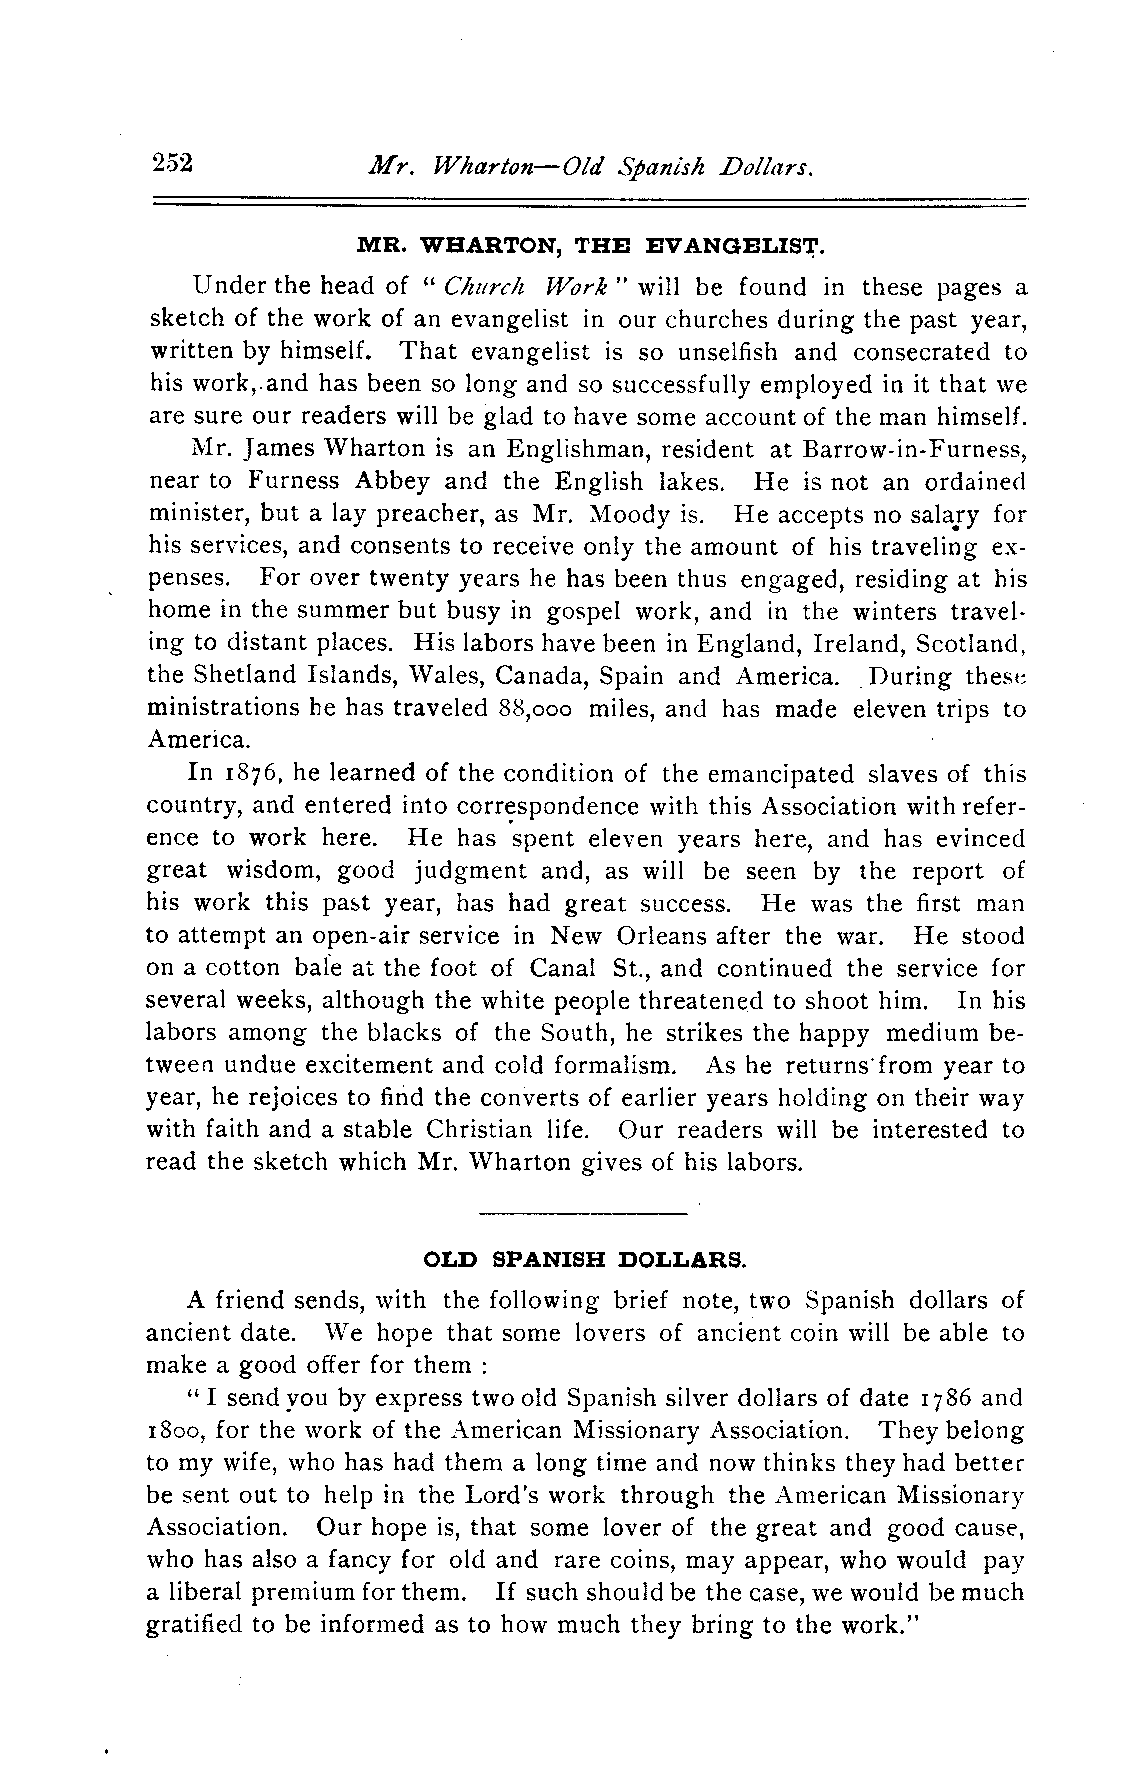 252 Mr. Wharton—Old Spanish Dollars.
MR. WHARTON, THE EVANGELIST.
Under the head of “ Church Work ” will be found in these pages a
sketch of the work of an evangelist in our churches during the past year,
written by himself. That evangelist is so unselfish and consecrated to
his work, and has been so long and so successfully employed in it that we
are sure our readers will be glad to have some account of the man himself.
Mr. James Wharton is an Englishman, resident at Barrow-in-Furness,
near to Furness Abbey and the English lakes. He is not an ordained
minister, but a lay preacher, as Mr. Moody is. He accepts no salary for
his services, and consents to receive only the amount of his traveling ex-
penses. For over twenty years he has been thus engaged, residing at his
home in the summer but busy in gospel work, and in the winters travel-
ing to distant places. His labors have been in England, Ireland, Scotland,
the Shetland Islands, Wales, Canada, Spain and America. During these
ministrations he has traveled 88,000 miles, and has made eleven trips to
America.
In 1876, he learned of the condition of the emancipated slaves of this
country, and entered into correspondence with this Association with refer-
ence to work here. He has spent eleven years here, and has evinced
great wisdom, good judgment and, as will be seen by the report of
his work this past year, has had great success. He was the first man
to attempt an open-air service in New Orleans after the war. He stood
on a cotton bale at the foot of Canal St., and continued the service for
several weeks, although the white people threatened to shoot him. In his
labors among the blacks of the South, he strikes the happy medium be-
tween undue excitement and cold formalism. As he returns from year to
year, he rejoices to find the converts of earlier years holding on their way
with faith and a stable Christian life. Our readers will be interested to
read the sketch which Mr. Wharton gives of his labors.
OLD SPANISH DOLLARS.
A friend sends, with the following brief note, two Spanish dollars of
ancient date. We hope that some lovers of ancient coin will be able to
make a good offer for them :
“ I send you by express two old Spanish silver dollars of date 1786 and
1800, for the work of the American Missionary Association. They belong
to my wife, who has had them a long time and now thinks they had better
be sent out to help in the Lord's work through the American Missionary
Association. Our hope is, that some lover of the great and good cause,
who has also a fancy for old and rare coins, may appear, who would pay
a liberal premium for them. If such should be the case, we would be much
gratified to be informed as to how much they bring to the work.”